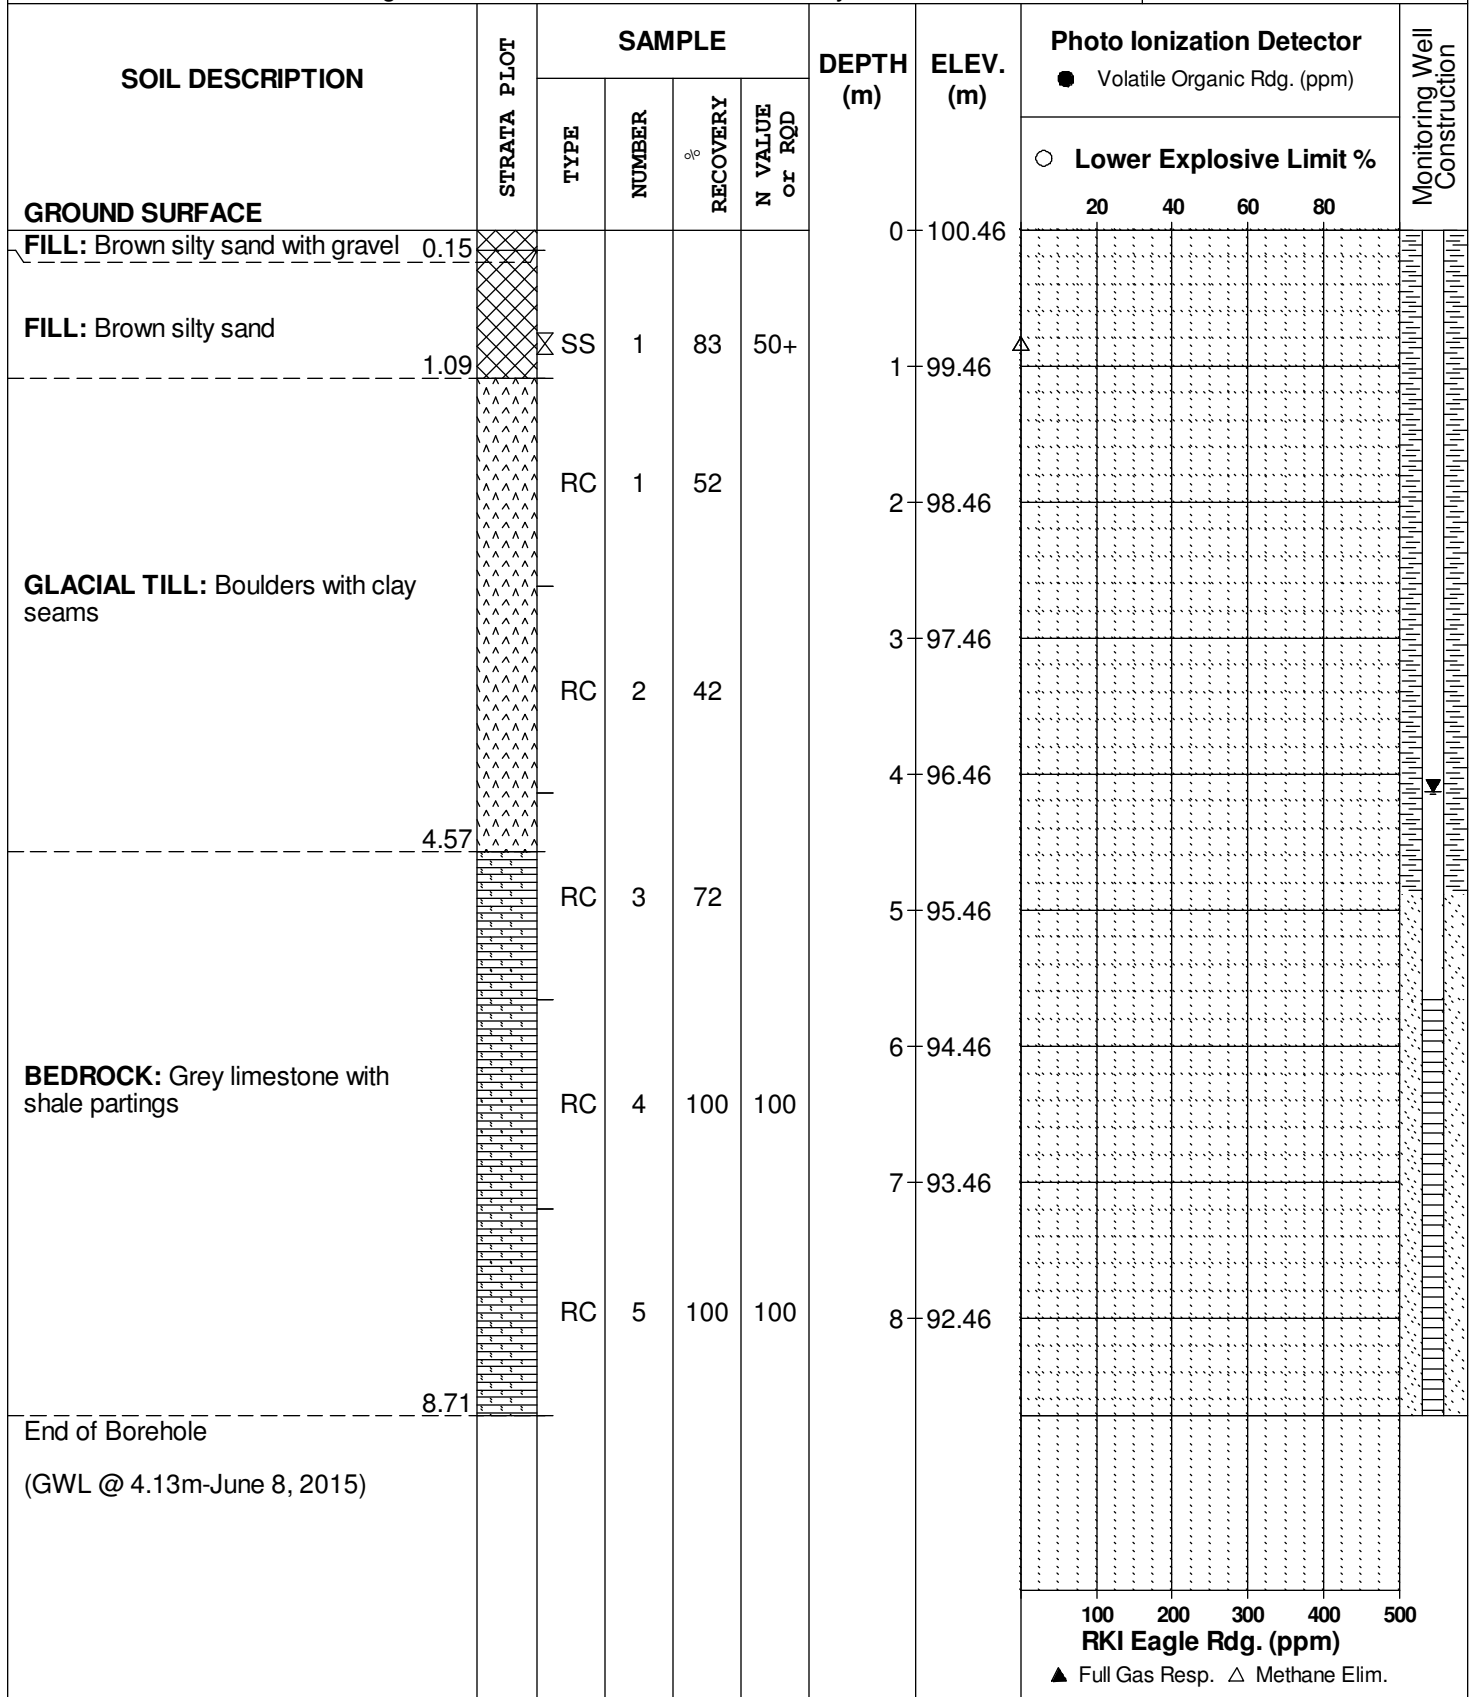 SOIL DESCRIPTION
GROUND SURFACE
STRATA PLOT
SAMPLE
TYPE
NUMBER
% RECOVERY
N VALUE or RQD
DEPTH (m)
ELEV. (m)
Photo Ionization Detector
● Volatile Organic Rdg. (ppm)
○ Lower Explosive Limit %
20 40 60 80
Monitoring Well Construction
0 100.46
FILL: Brown silty sand with gravel 0.15
FILL: Brown silty sand
SS 1 83 50+
1.09
1 99.46
RC 1 52
2 98.46
GLACIAL TILL: Boulders with clay
seams
3 97.46
RC 2 42
4 96.46
4.57
RC 3 72
5 95.46
6 94.46
BEDROCK: Grey limestone with
shale partings
RC 4 100 100
7 93.46
RC 5 100 100
8 92.46
8.71
End of Borehole
(GWL @ 4.13m-June 8, 2015)
100 200 300 400 500
RKI Eagle Rdg. (ppm)
▲ Full Gas Resp. △ Methane Elim.